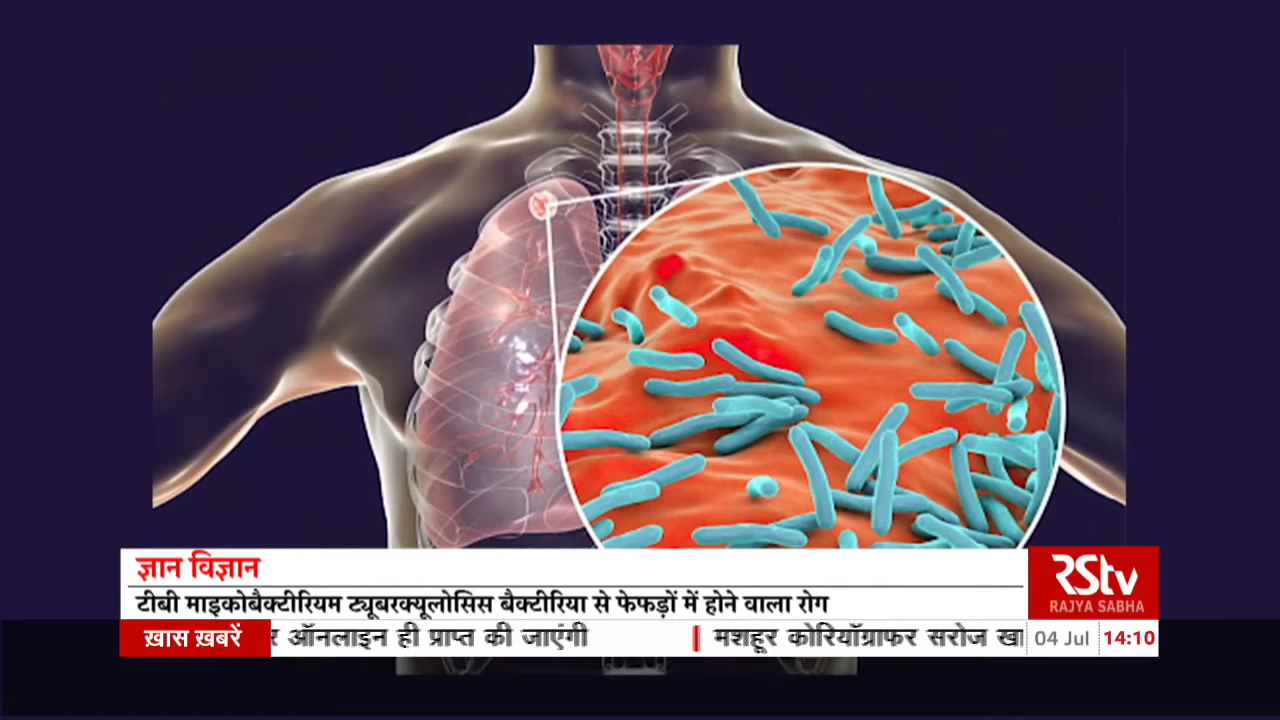 ज्ञान विज्ञान
टीबी माइकोबैक्टीरियम ट्यूबरक्यूलोसिस बैक्टीरिया से फेफड़ों में होने वाला रोग
RSTV
RAJYA SABHA
ख़ास ख़बरें
र ऑनलाइन ही प्राप्त की जाएंगी | मशहूर कोरियॉग्राफर सरोज खा
04 Jul 14:10